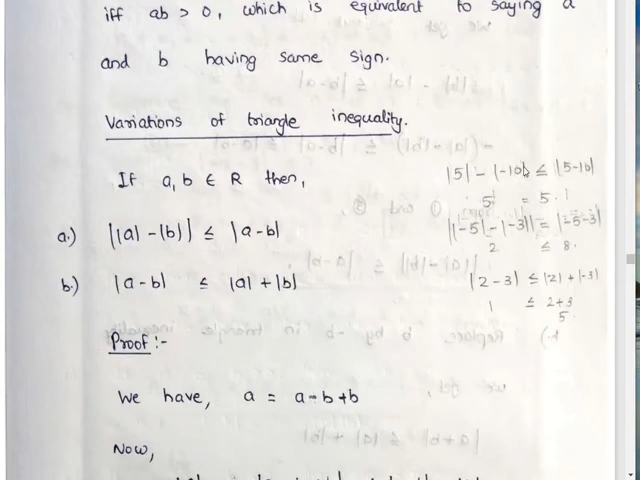 iff ab > 0, which is equivalent to saying a
and b having same sign.
Variations of triangle inequality.
If a, b ∈ R then,
a.) ||a| - |b|| ≤ |a-b|
b.) |a-b| ≤ |a| + |b|
|5| - |-10| ≤ |5-10|
5 = 5.
||-5| - |-3|| = |-5-3|
2 ≤ 8.
|2-3| ≤ |2| + |-3|
1 ≤ 2+3
5.
Proof :-
We have, a = a-b+b
Now,